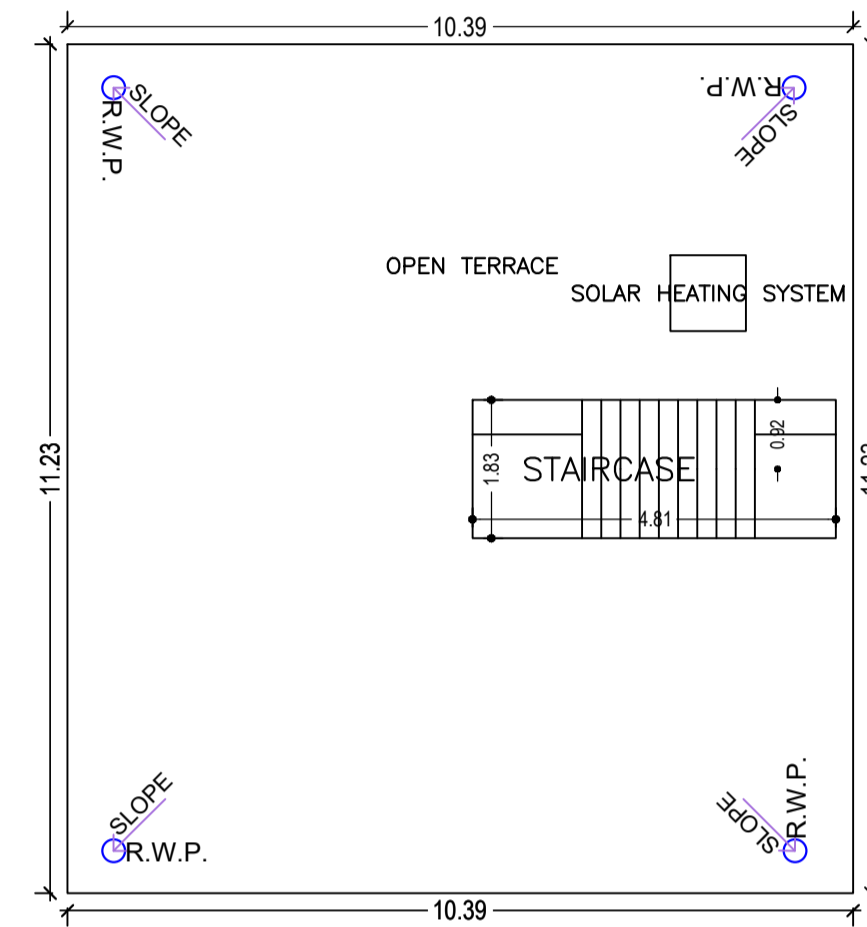 10.39
SLOPE
R.W.P.
R.W.P.
SLOPE
OPEN TERRACE
SOLAR HEATING SYSTEM
11.23
1.83
STAIRCASE
0.92
4.81
SLOPE
R.W.P.
SLOPE
R.W.P.
10.39